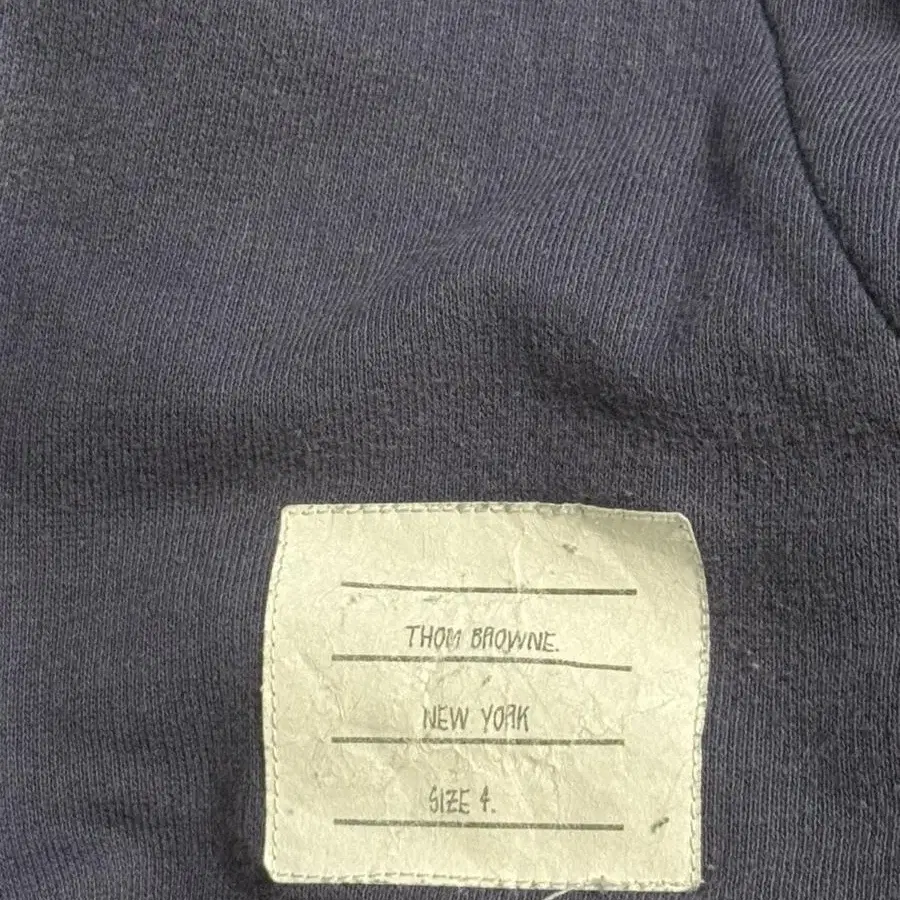 THOM BROWNE.
NEW YORK
SIZE 4.